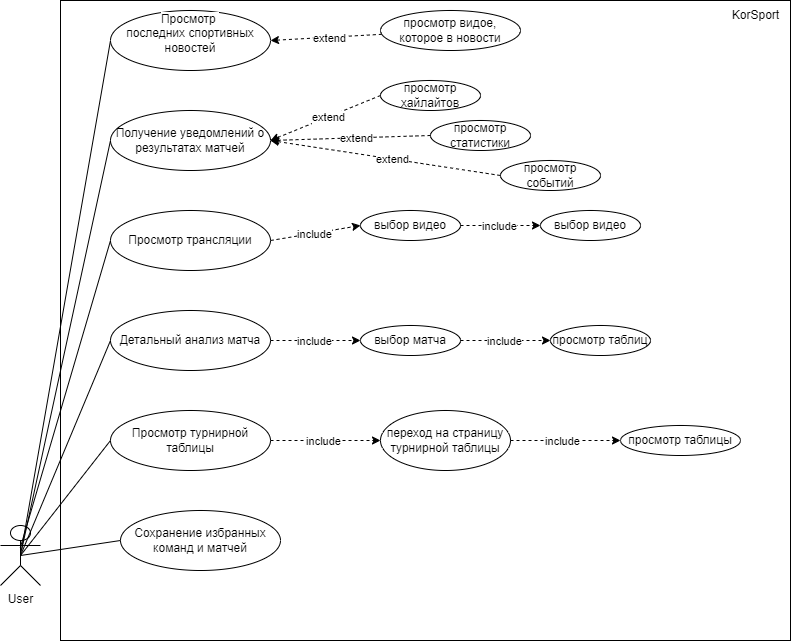 KorSport
Просмотр
последних спортивных
новостей
extend
просмотр видое,
которое в новости
Получение уведомлений о
результатах матчей
extend
просмотр
хайлайтов
extend
просмотр
статистики
extend
просмотр
событий
Просмотр трансляции
include
выбор видео
include
выбор видео
Детальный анализ матча
include
выбор матча
include
просмотр таблиц
Просмотр турнирной
таблицы
include
переход на страницу
турнирной таблицы
include
просмотр таблицы
Сохранение избранных
команд и матчей
User